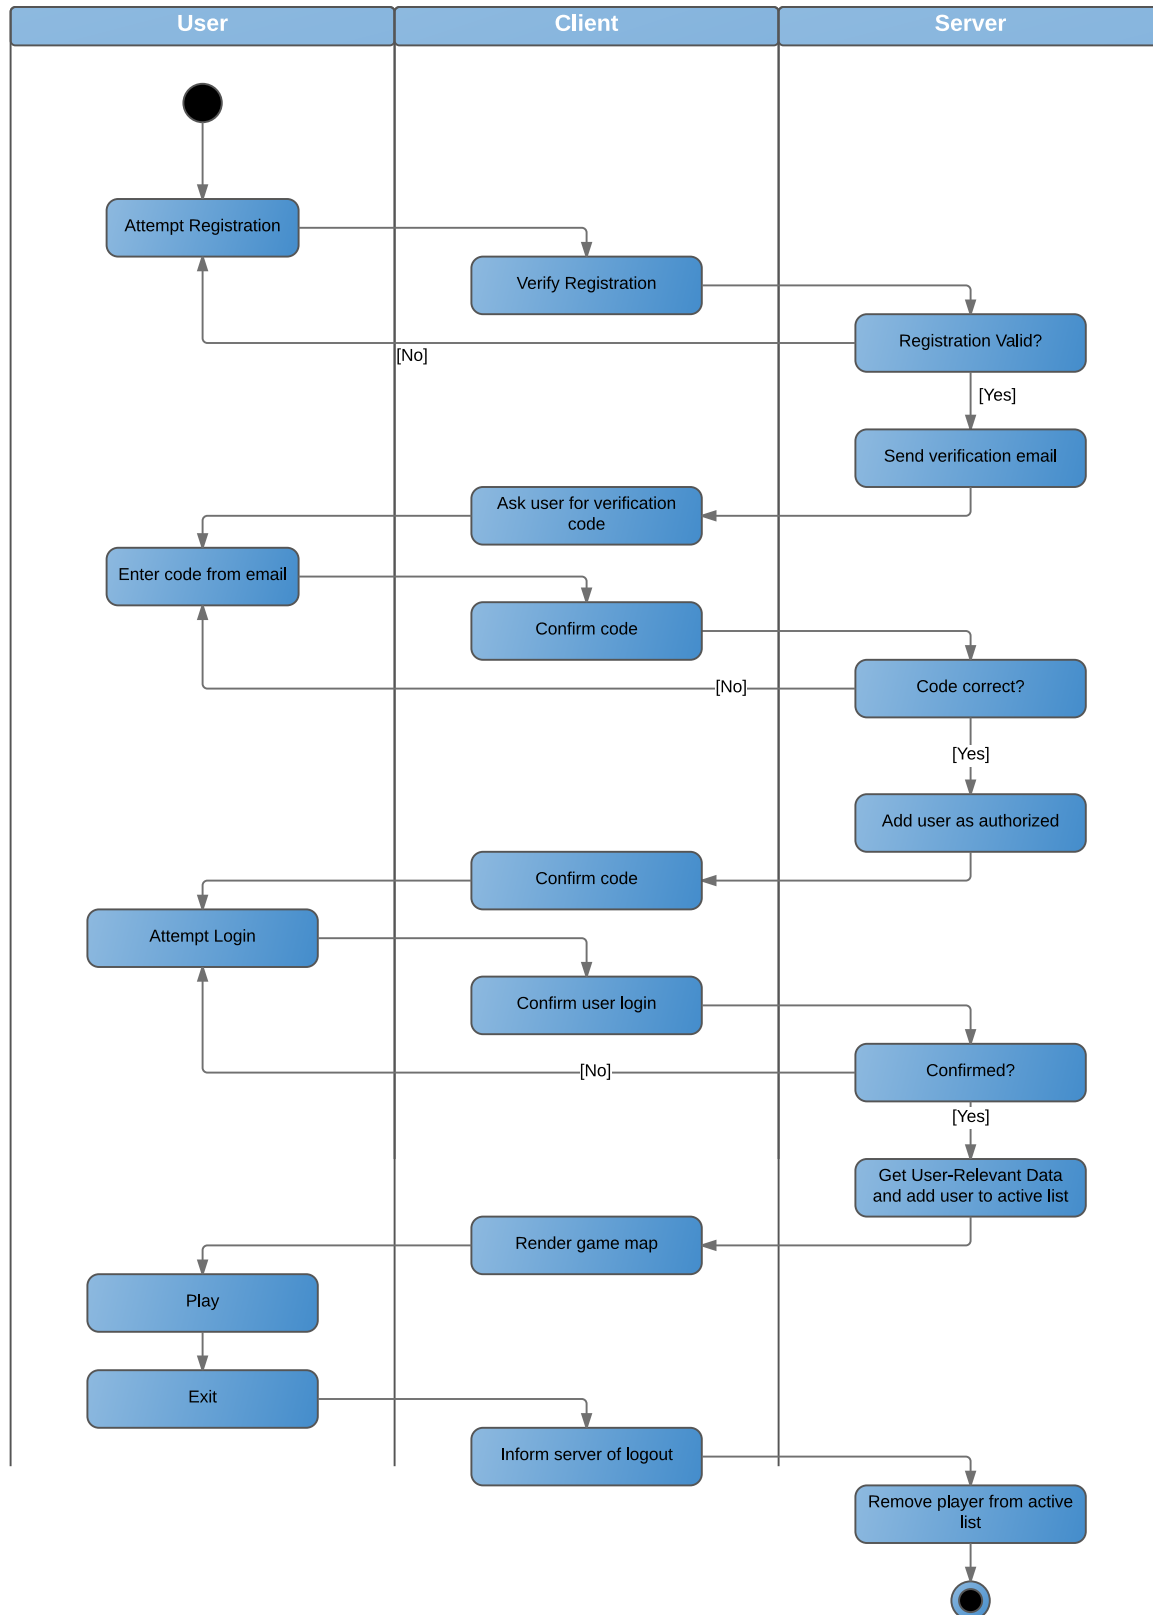 User
Client
Server
Attempt Registration
Verify Registration
Registration Valid?
[No]
[Yes]
Send verification email
Ask user for verification
code
Enter code from email
Confirm code
Code correct?
[No]
[Yes]
Add user as authorized
Confirm code
Attempt Login
Confirm user login
Confirmed?
[No]
[Yes]
Get User-Relevant Data
and add user to active list
Render game map
Play
Exit
Inform server of logout
Remove player from active
list